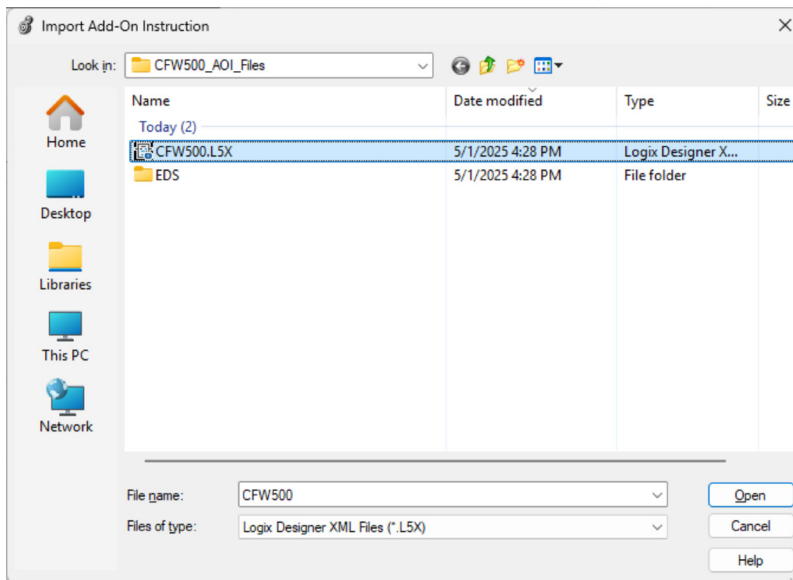 Import Add-On Instruction
Look in: CFW500_AOI_Files
Name Date modified Type Size
Today (2)
CFW500.L5X 5/1/2025 4:28 PM Logix Designer X...
EDS 5/1/2025 4:28 PM File folder
Home
Desktop
Libraries
This PC
Network
File name: CFW500 Open
Files of type: Logix Designer XML Files (*.L5X) Cancel
Help